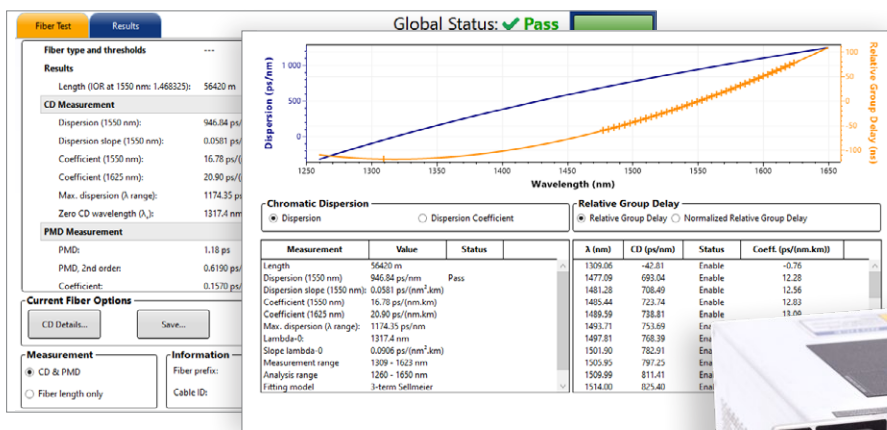 Fiber Test Results
Global Status: ✔ Pass
Fiber type and thresholds ---
Results
Length (IOR at 1550 nm: 1.468325): 56420 m
CD Measurement
Dispersion (1550 nm): 946.84 ps/
Dispersion slope (1550 nm): 0.0581 ps/(
Coefficient (1550 nm): 16.78 ps/(
Coefficient (1625 nm): 20.90 ps/(
Max. dispersion (λ range): 1174.35 ps
Zero CD wavelength (λ₀): 1317.4 nm
PMD Measurement
PMD: 1.18 ps
PMD, 2nd order: 0.6190 ps/
Coefficient: 0.1570 ps/
Current Fiber Options
CD Details... Save...
Measurement
CD & PMD
Fiber length only
Information
Fiber prefix:
Cable ID:
Dispersion (ps/nm)
1 000
500
0
1250 1300 1350 1400 1450 1500 1550 1600 1650
Wavelength (nm)
100
50
0
-50
-100
Relative Group Delay (ns)
Chromatic Dispersion
Dispersion Dispersion Coefficient
Relative Group Delay
Relative Group Delay Normalized Relative Group Delay
Measurement Value Status
Length 56420 m
Dispersion (1550 nm) 946.84 ps/nm Pass
Dispersion slope (1550 nm): 0.0581 ps/(nm².km)
Coefficient (1550 nm) 16.78 ps/(nm.km)
Coefficient (1625 nm) 20.90 ps/(nm.km)
Max. dispersion (λ range): 1174.35 ps/nm
Lambda-0: 1317.4 nm
Slope lambda-0 0.0906 ps/(nm².km)
Measurement range 1309 - 1623 nm
Analysis range 1260 - 1650 nm
Fitting model 3-term Sellmeier
λ (nm) CD (ps/nm) Status Coeff. (ps/(nm.km))
1309.06 -42.81 Enable -0.76
1477.09 693.04 Enable 12.28
1481.28 708.49 Enable 12.56
1485.44 723.74 Enable 12.83
1489.59 738.81 Enable 13.09
1493.71 753.69 Enable
1497.81 768.39 Enable
1501.90 782.91 Enable
1505.95 797.25 Enable
1509.99 811.41 Enable
1514.00 825.40 Enable